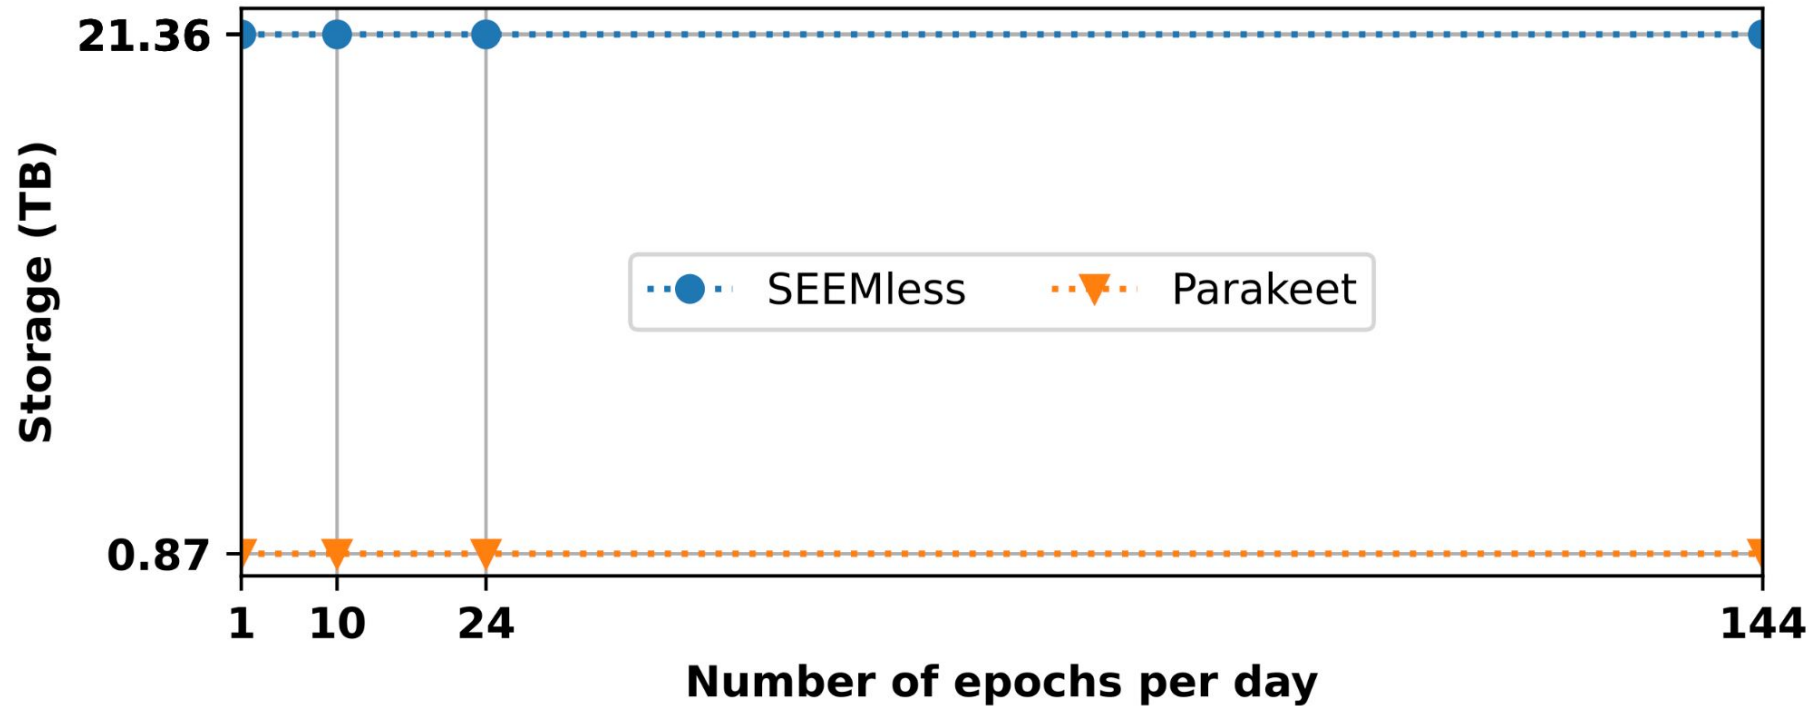 21.36
Storage (TB)
SEEMless Parakeet
0.87
1 10 24 144
Number of epochs per day